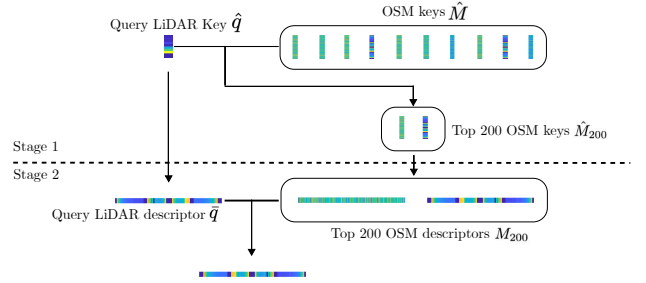 Query LiDAR Key q̂
OSM keys M̂
Top 200 OSM keys M̂₂₀₀
Stage 1
Stage 2
Query LiDAR descriptor q̄
Top 200 OSM descriptors M₂₀₀